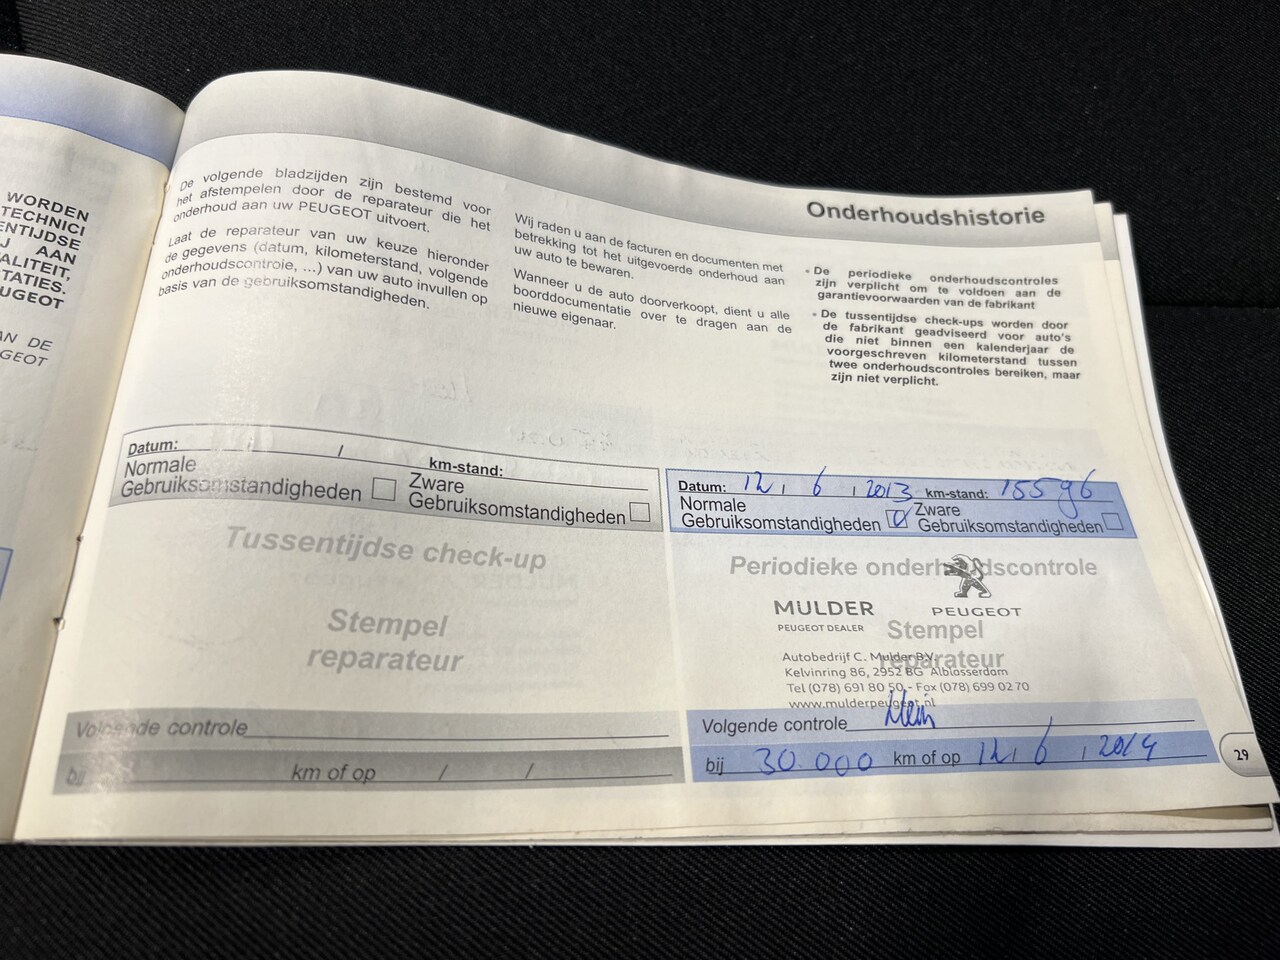 WORDEN
TECHNICI
ENTIJDSE
J AAN
ALITEIT,
TATIES.
UGEOT
AN DE
GEOT
Onderhoudshistorie
De volgende bladzijden zijn bestemd voor
het afstempelen door de reparateur die het
onderhoud aan uw PEUGEOT uitvoert.
Laat de reparateur van uw keuze hieronder
de gegevens (datum, kilometerstand, volgende
onderhoudscontrole, ...) van uw auto invullen op
basis van de gebruiksomstandigheden.
Wij raden u aan de facturen en documenten met
betrekking tot het uitgevoerde onderhoud aan
uw auto te bewaren.
Wanneer u de auto doorverkoopt, dient u alle
boorddocumentatie over te dragen aan de
nieuwe eigenaar.
• De periodieke onderhoudscontroles
zijn verplicht om te voldoen aan de
garantievoorwaarden van de fabrikant
• De tussentijdse check-ups worden door
de fabrikant geadviseerd voor auto's
die niet binnen een kalenderjaar de
voorgeschreven kilometerstand tussen
twee onderhoudscontroles bereiken, maar
zijn niet verplicht.
Datum: / / km-stand:
Normale Gebruiksomstandigheden Zware Gebruiksomstandigheden
Tussentijdse check-up
Stempel
reparateur
Volgende controle
bij km of op / /
Datum: 12, 6, 2013 km-stand: 15596
Normale Gebruiksomstandigheden Zware Gebruiksomstandigheden
Periodieke onderhoudscontrole
MULDER PEUGEOT
PEUGEOT DEALER
Stempel
reparateur
Autobedrijf C. Mulder B.V.
Kelvinring 86, 2952 BG Alblasserdam
Tel (078) 691 80 50 - Fax (078) 699 02 70
www.mulderpeugeot.nl
Volgende controle Klein
bij 30.000 km of op 12, 6, 2014
29